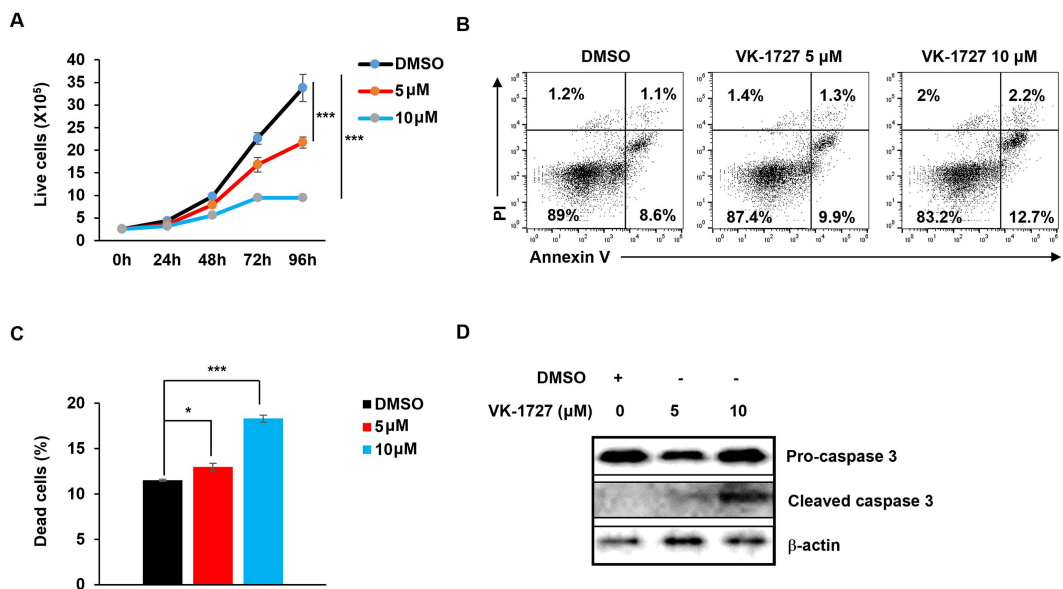 A
40
35
30
25
20
15
10
5
0
Live cells (X10⁵)
0h 24h 48h 72h 96h
DMSO
5µM
10µM
***
***
B
DMSO VK-1727 5 µM VK-1727 10 µM
1.2% 1.1% 1.4% 1.3% 2% 2.2%
89% 8.6% 87.4% 9.9% 83.2% 12.7%
PI
Annexin V
C
20
15
10
5
0
Dead cells (%)
*
***
DMSO
5µM
10µM
D
DMSO + - -
VK-1727 (µM) 0 5 10
Pro-caspase 3
Cleaved caspase 3
β-actin